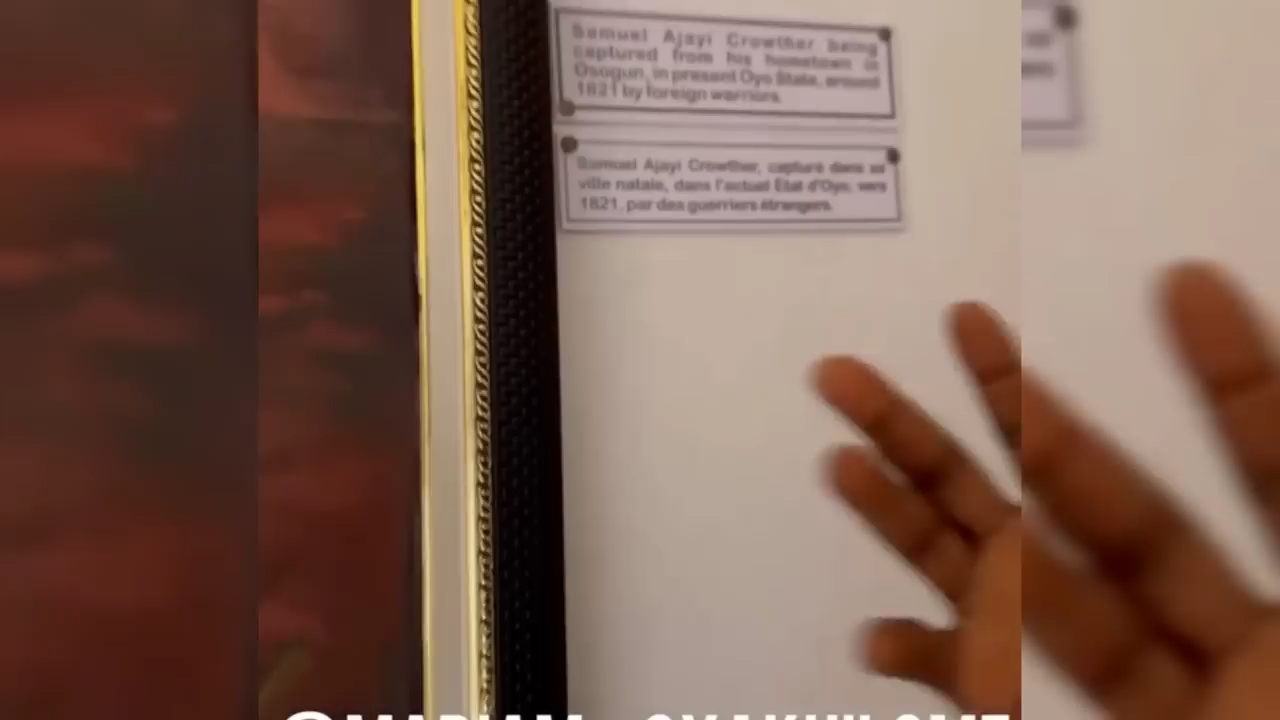 Samuel Ajayi Crowther being
captured from his hometown in
Osogun, in present Oyo State, around
1821 by foreign warriors.
Samuel Ajayi Crowther, capturé dans sa
ville natale, dans l'actuel Etat d'Oyo, vers
1821, par des guerriers étrangers.